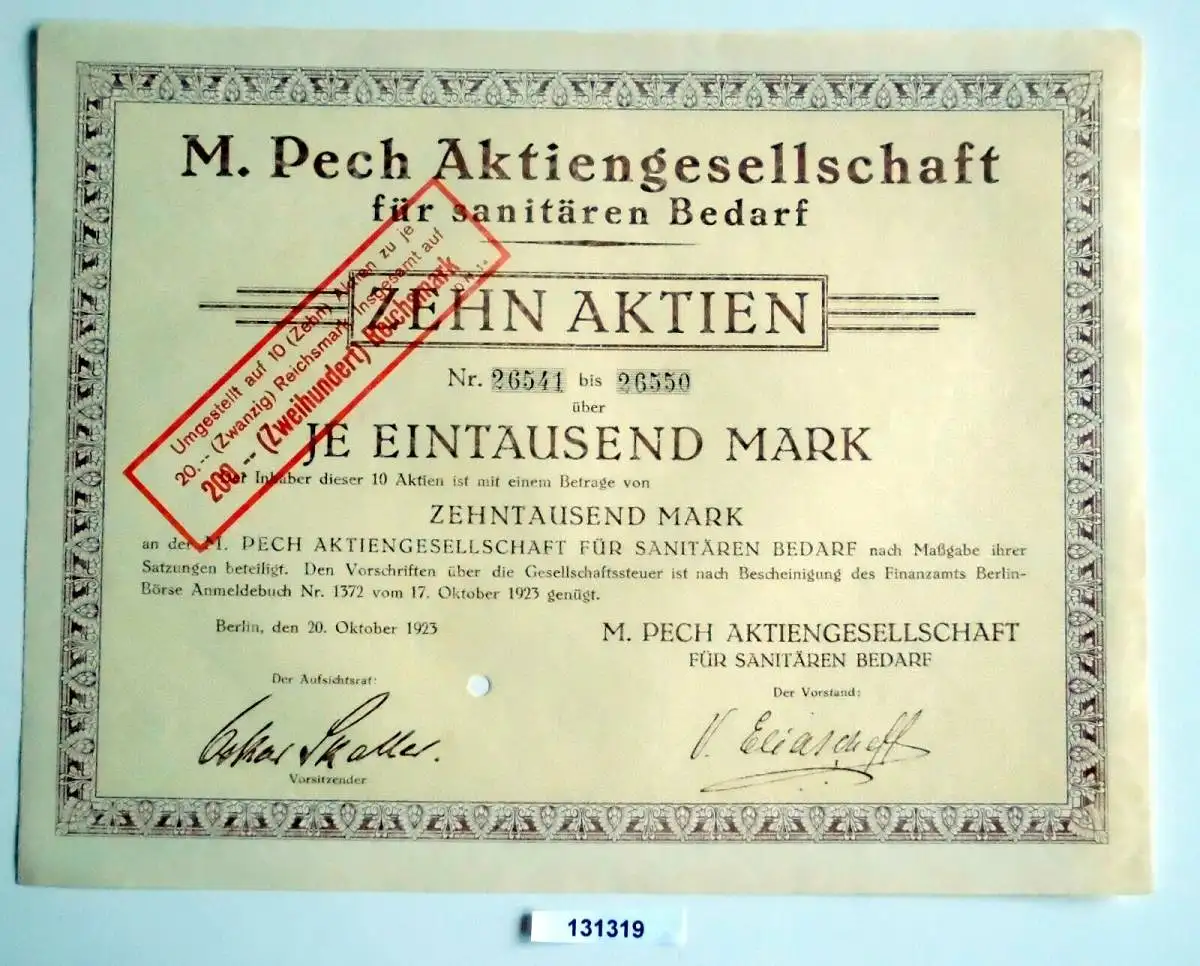 M. Pech Aktiengesellschaft
für sanitären Bedarf
ZEHN AKTIEN
Nr. 26541 bis 26550
über
JE EINTAUSEND MARK
Der Inhaber dieser 10 Aktien ist mit einem Betrage von
ZEHNTAUSEND MARK
an der M. PECH AKTIENGESELLSCHAFT FÜR SANITÄREN BEDARF nach Maßgabe ihrer
Satzungen beteiligt. Den Vorschriften über die Gesellschaftssteuer ist nach Bescheinigung des Finanzamts Berlin-
Börse Anmeldebuch Nr. 1372 vom 17. Oktober 1923 genügt.
Berlin, den 20. Oktober 1923
M. PECH AKTIENGESELLSCHAFT
FÜR SANITÄREN BEDARF
Der Aufsichtsrat:
Der Vorstand:
Oskar Skaller.
V. Eliascheff
Vorsitzender
Umgestellt auf 10 (Zehn) Aktien zu je
20.-- (Zwanzig) Reichsmark insgesamt auf
200.-- (Zweihundert) Reichsmark
131319